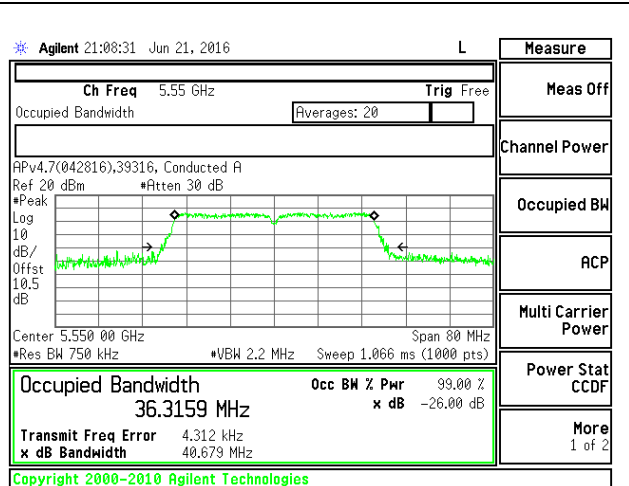 Agilent 21:08:31 Jun 21, 2016 L
Measure
Ch Freq 5.55 GHz Trig Free
Occupied Bandwidth Averages: 20
APv4.7(042816),39316, Conducted A
Ref 20 dBm #Atten 30 dB
#Peak
Log
10
dB/
Offst
10.5
dB
Center 5.550 00 GHz Span 80 MHz
#Res BW 750 kHz #VBW 2.2 MHz Sweep 1.066 ms (1000 pts)
Occupied Bandwidth Occ BW % Pwr 99.00 %
36.3159 MHz x dB -26.00 dB
Transmit Freq Error 4.312 kHz
x dB Bandwidth 40.679 MHz
Copyright 2000-2010 Agilent Technologies
Meas Off
Channel Power
Occupied BW
ACP
Multi Carrier
Power
Power Stat
CCDF
More
1 of 2